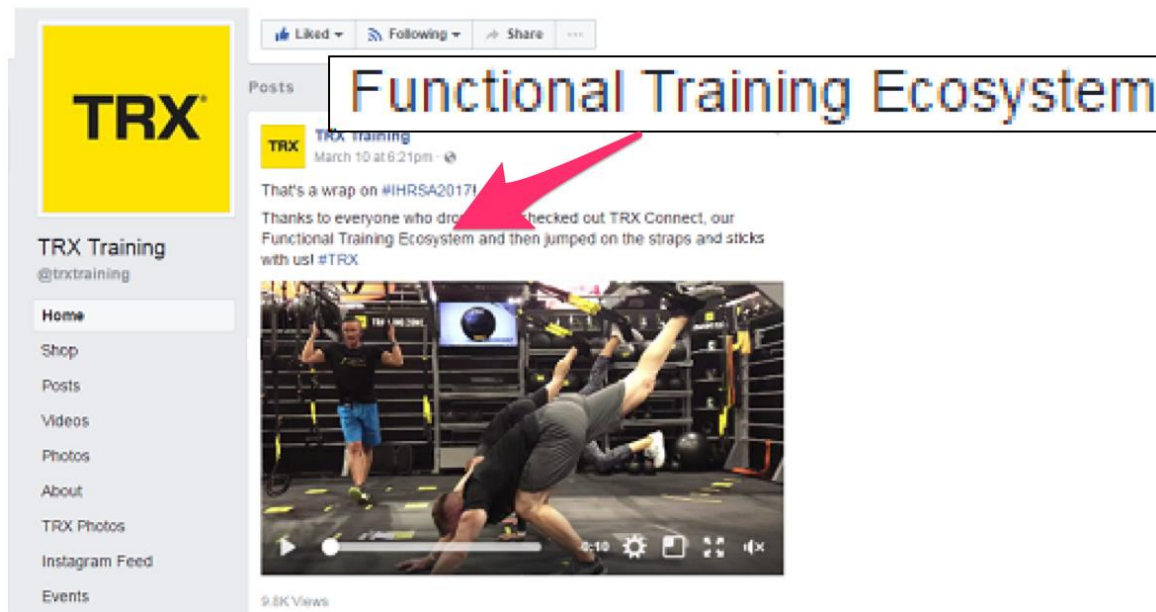 TRX
Liked Following Share ...
Posts
Functional Training Ecosystem
TRX
TRX Training
March 10 at 6:21pm ·
That's a wrap on #IHRSA2017!
Thanks to everyone who checked out TRX Connect, our
Functional Training Ecosystem and then jumped on the straps and sticks
with us! #TRX
TRX Training
@trxtraining
Home
Shop
Posts
Videos
Photos
About
TRX Photos
Instagram Feed
Events
0:10
9.8K Views